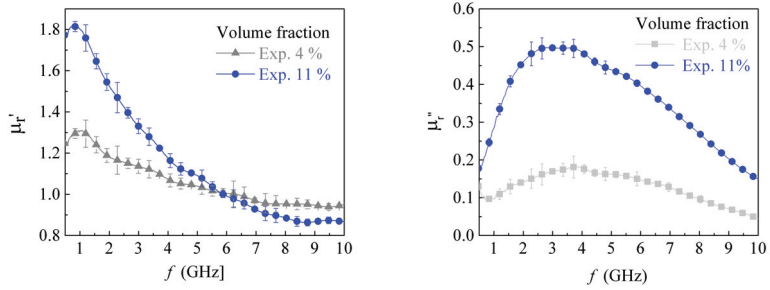 Volume fraction
Exp. 4 %
Exp. 11 %
1.8
1.6
1.4
1.2
1.0
0.8
μr'
1 2 3 4 5 6 7 8 9 10
f (GHz]
Volume fraction
Exp. 4 %
Exp. 11%
0.6
0.5
0.4
0.3
0.2
0.1
0.0
μr"
1 2 3 4 5 6 7 8 9 10
f (GHz)